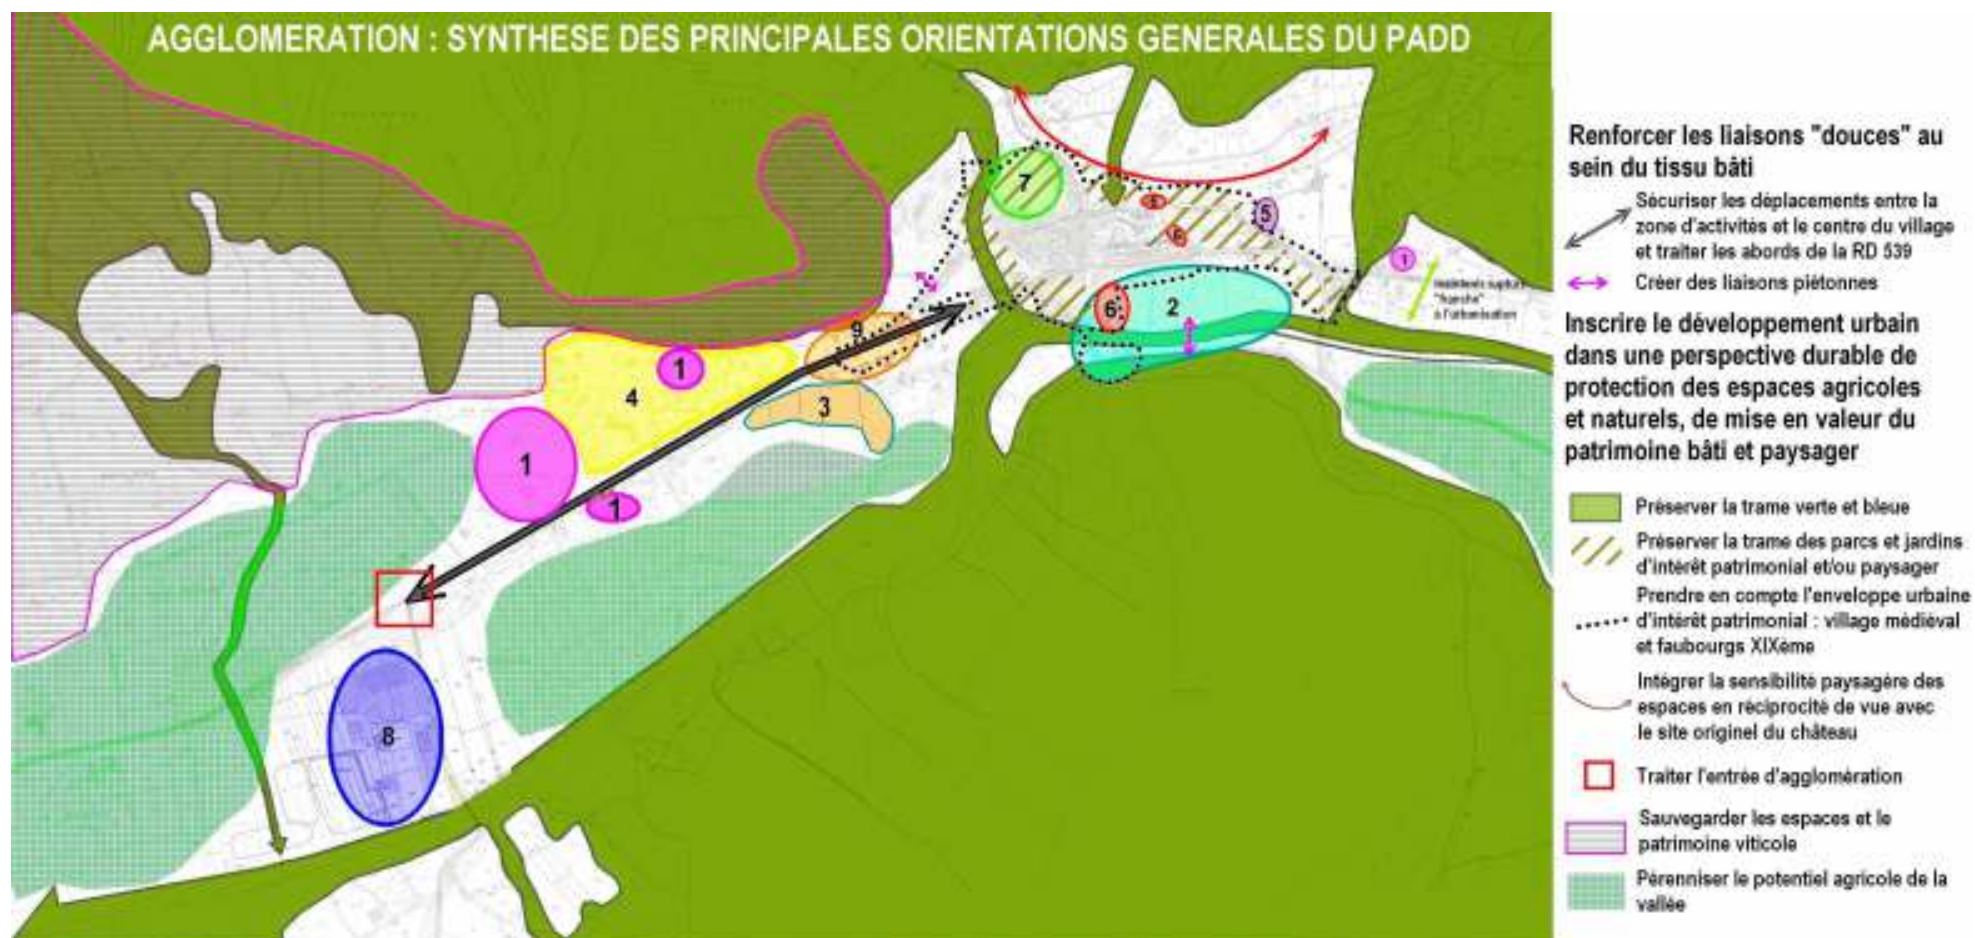 AGGLOMERATION : SYNTHESE DES PRINCIPALES ORIENTATIONS GENERALES DU PADD
7
5
5
6
1
6
2
"franche"
à l'urbanisation
9
1
4
3
1
1
8
Renforcer les liaisons "douces" au
sein du tissu bâti
Sécuriser les déplacements entre la
zone d'activités et le centre du village
et traiter les abords de la RD 539
Créer des liaisons piétonnes
Inscrire le développement urbain
dans une perspective durable de
protection des espaces agricoles
et naturels, de mise en valeur du
patrimoine bâti et paysager
Préserver la trame verte et bleue
Préserver la trame des parcs et jardins
d'intérêt patrimonial et/ou paysager
Prendre en compte l'enveloppe urbaine
d'intérêt patrimonial : village médiéval
et faubourgs XIXème
Intégrer la sensibilité paysagère des
espaces en réciprocité de vue avec
le site originel du château
Traiter l'entrée d'agglomération
Sauvegarder les espaces et le
patrimoine viticole
Pérenniser le potentiel agricole de la
vallée